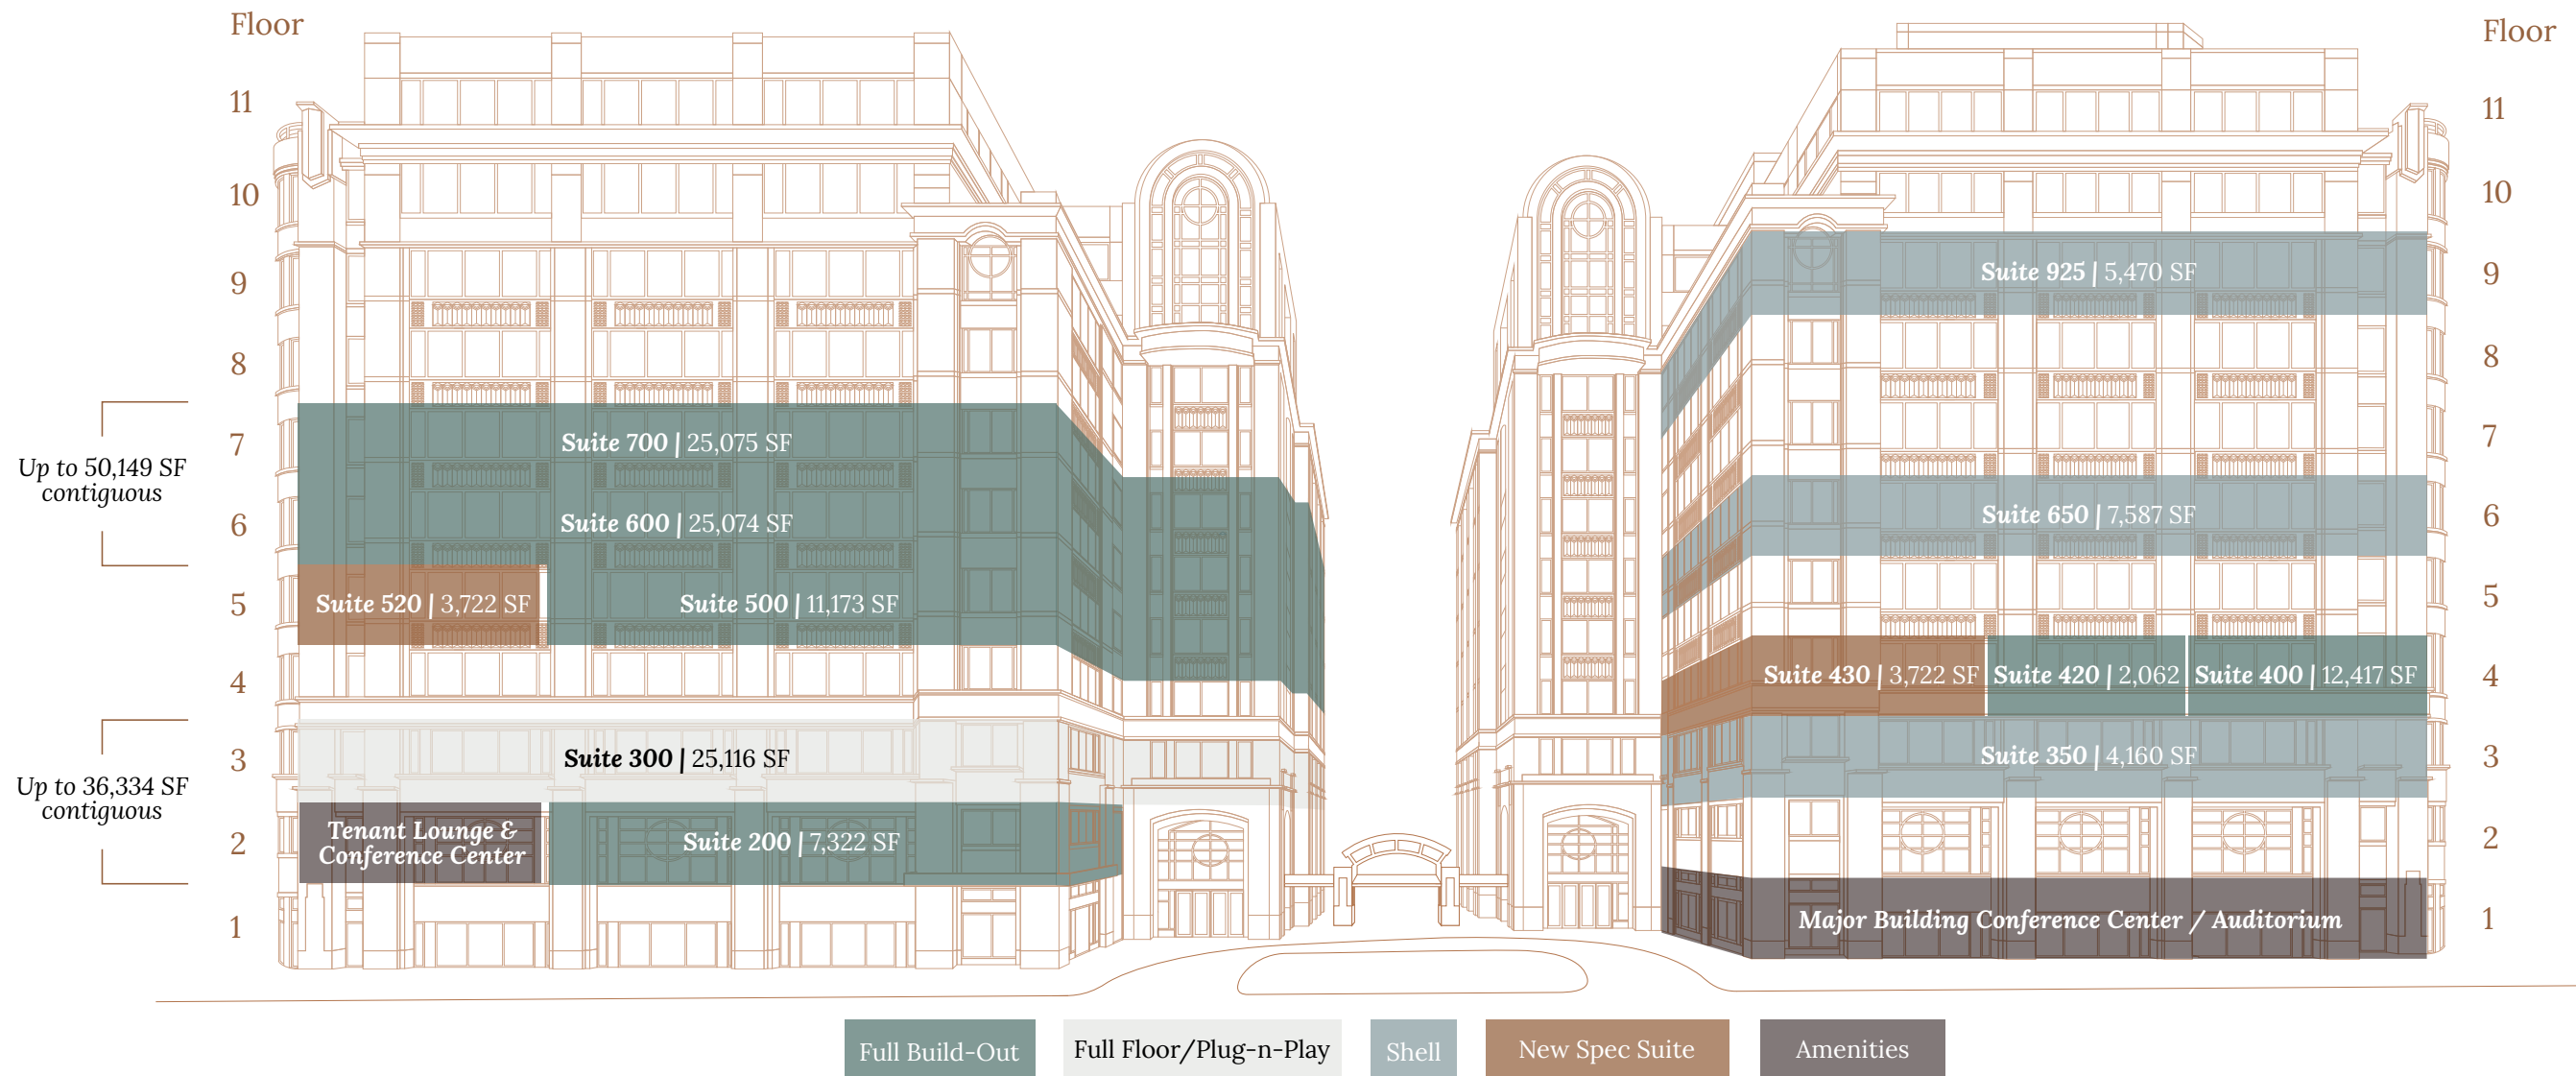 Floor
11
10
9
8
7
6
5
4
3
2
1
Up to 50,149 SF
contiguous
Up to 36,334 SF
contiguous
Suite 700 | 25,075 SF
Suite 600 | 25,074 SF
Suite 520 | 3,722 SF
Suite 500 | 11,173 SF
Suite 300 | 25,116 SF
Tenant Lounge &
Conference Center
Suite 200 | 7,322 SF
Floor
11
10
9
8
7
6
5
4
3
2
1
Suite 925 | 5,470 SF
Suite 650 | 7,587 SF
Suite 430 | 3,722 SF
Suite 420 | 2,062
Suite 400 | 12,417 SF
Suite 350 | 4,160 SF
Major Building Conference Center / Auditorium
Full Build-Out
Full Floor/Plug-n-Play
Shell
New Spec Suite
Amenities